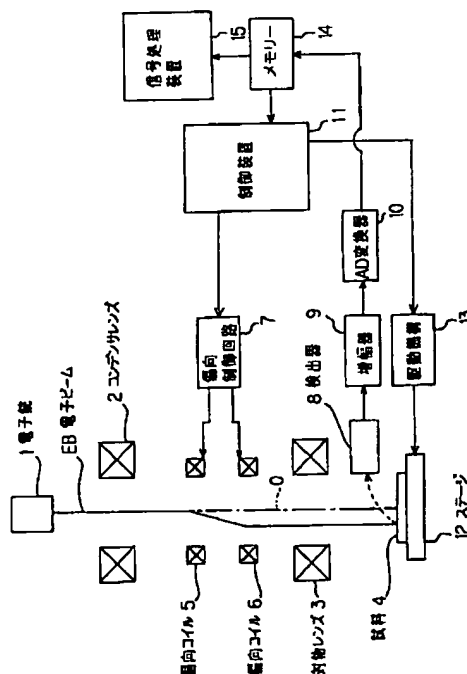 1 電子銃
EB 電子ビーム
2 コンデンサレンズ
偏向コイル 5
偏向コイル 6
対物レンズ 3
O
偏向
制御回路
7
8 検出器
増幅器
9
AD変換器
10
制御装置
11
メモリー
14
信号処理
装置
15
駆動機構
13
試料 4
12 ステージ